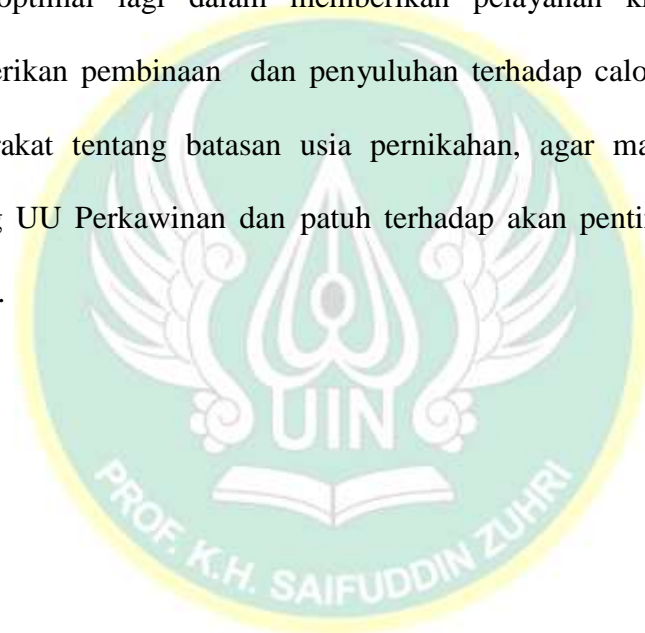 optimal lagi dalam memberikan pelayanan
erikan pembinaan dan penyuluhan terhadap calo
rakat tentang batasan usia pernikahan, agar ma
UU Perkawinan dan patuh terhadap akan penti
.
UIN
PROF. K.H. SAIFUDDIN ZUHRI